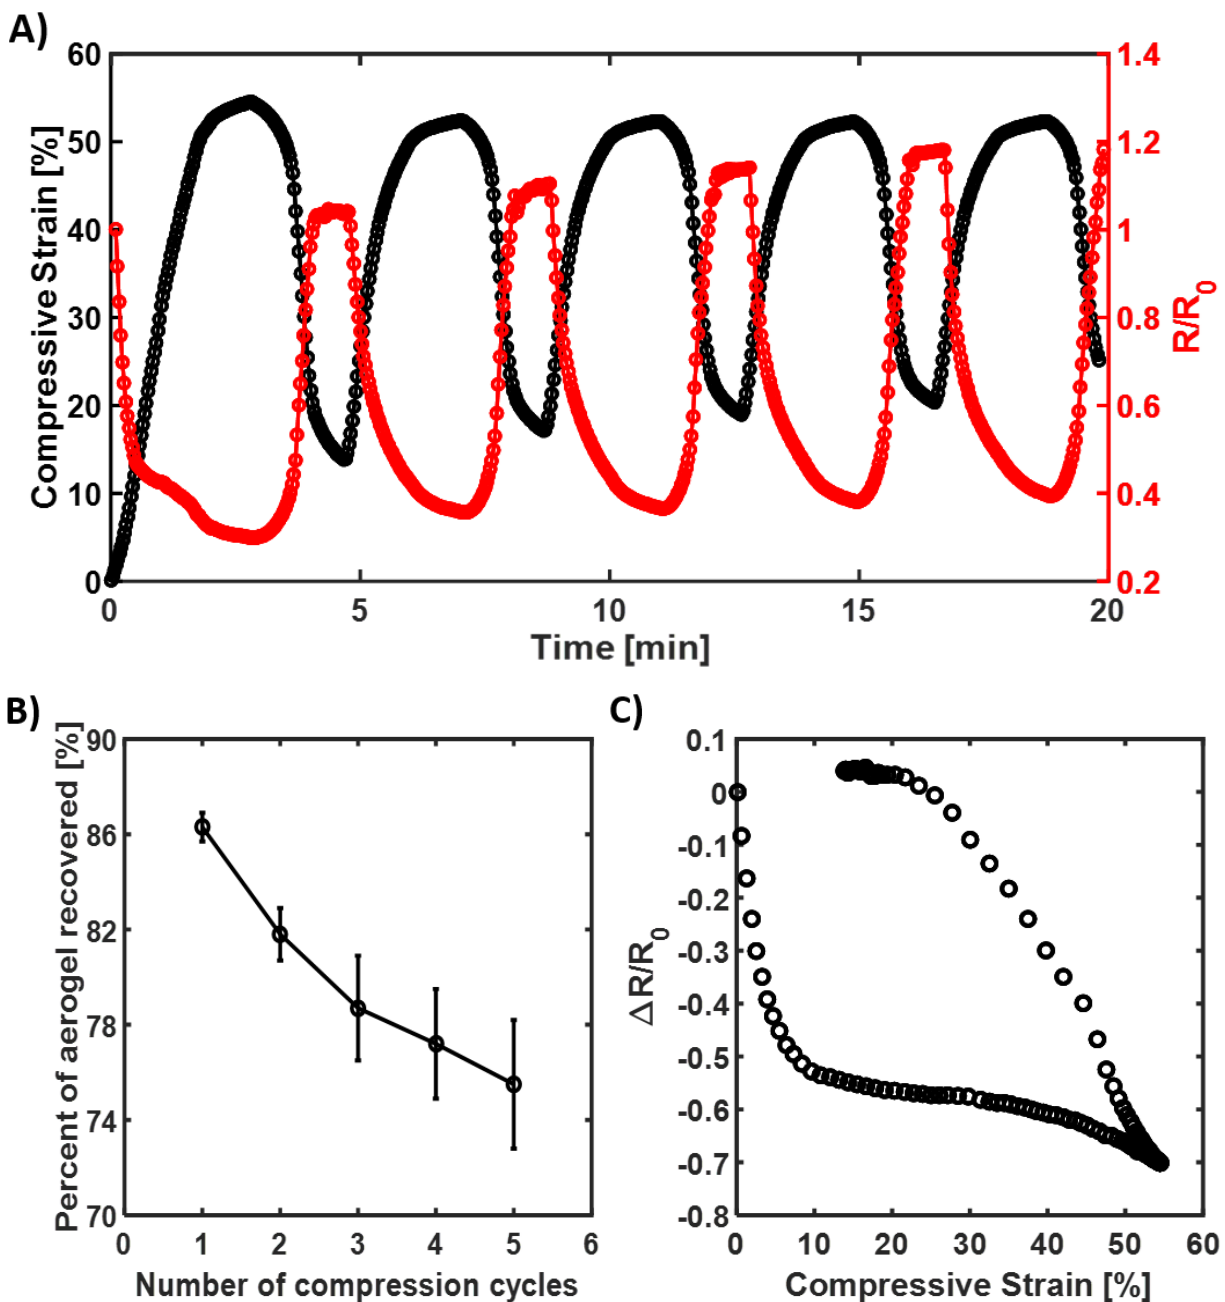 A)
Compressive Strain [%]
60
50
40
30
20
10
0
1.4
1.2
1
0.8
0.6
0.4
0.2
R/R0
0 5 10 15 20
Time [min]
B)
Percent of aerogel recovered [%]
90
86
82
78
74
70
0 1 2 3 4 5 6
Number of compression cycles
C)
△R/R0
0.1
0
-0.1
-0.2
-0.3
-0.4
-0.5
-0.6
-0.7
-0.8
0 10 20 30 40 50 60
Compressive Strain [%]